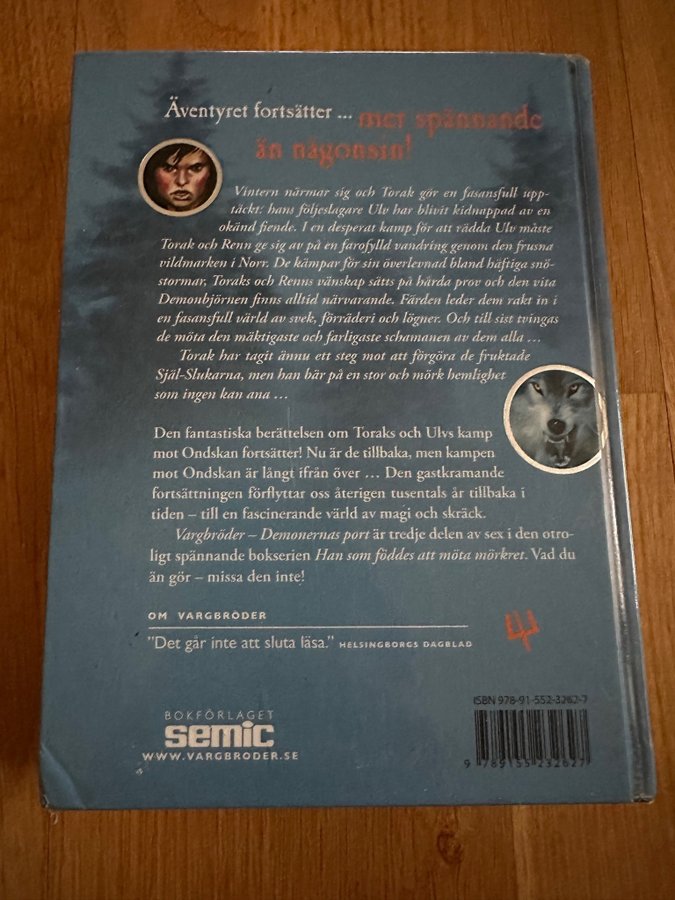 Äventyret fortsätter ... mer spännande
än någonsin!
Vintern närmar sig och Torak gör en fasansfull upp-
täckt: hans följeslagare Ulv har blivit kidnappad av en
okänd fiende. I en desperat kamp för att rädda Ulv måste
Torak och Renn ge sig av på en farofylld vandring genom den frusna
vildmarken i Norr. De kämpar för sin överlevnad bland häftiga snö-
stormar, Toraks och Renns vänskap sätts på hårda prov och den vita
Demonbjörnen finns alltid närvarande. Färden leder dem rakt in i
en fasansfull värld av svek, förräderi och lögner. Och till sist tvingas
de möta den mäktigaste och farligaste schamanen av dem alla ...
Torak har tagit ännu ett steg mot att förgöra de fruktade
Själ-Slukarna, men han bär på en stor och mörk hemlighet
som ingen kan ana ...
Den fantastiska berättelsen om Toraks och Ulvs kamp
mot Ondskan fortsätter! Nu är de tillbaka, men kampen
mot Ondskan är långt ifrån över ... Den gastkramande
fortsättningen förflyttar oss återigen tusentals år tillbaka i
tiden – till en fascinerande värld av magi och skräck.
Vargbröder – Demonernas port är tredje delen av sex i den otro-
ligt spännande bokserien Han som föddes att möta mörkret. Vad du
än gör – missa den inte!
OM VARGBRÖDER
"Det går inte att sluta läsa." HELSINGBORGS DAGBLAD
ISBN 978-91-552-3262-7
BOKFÖRLAGET
semic
WWW.VARGBRODER.SE
9 789155 232627